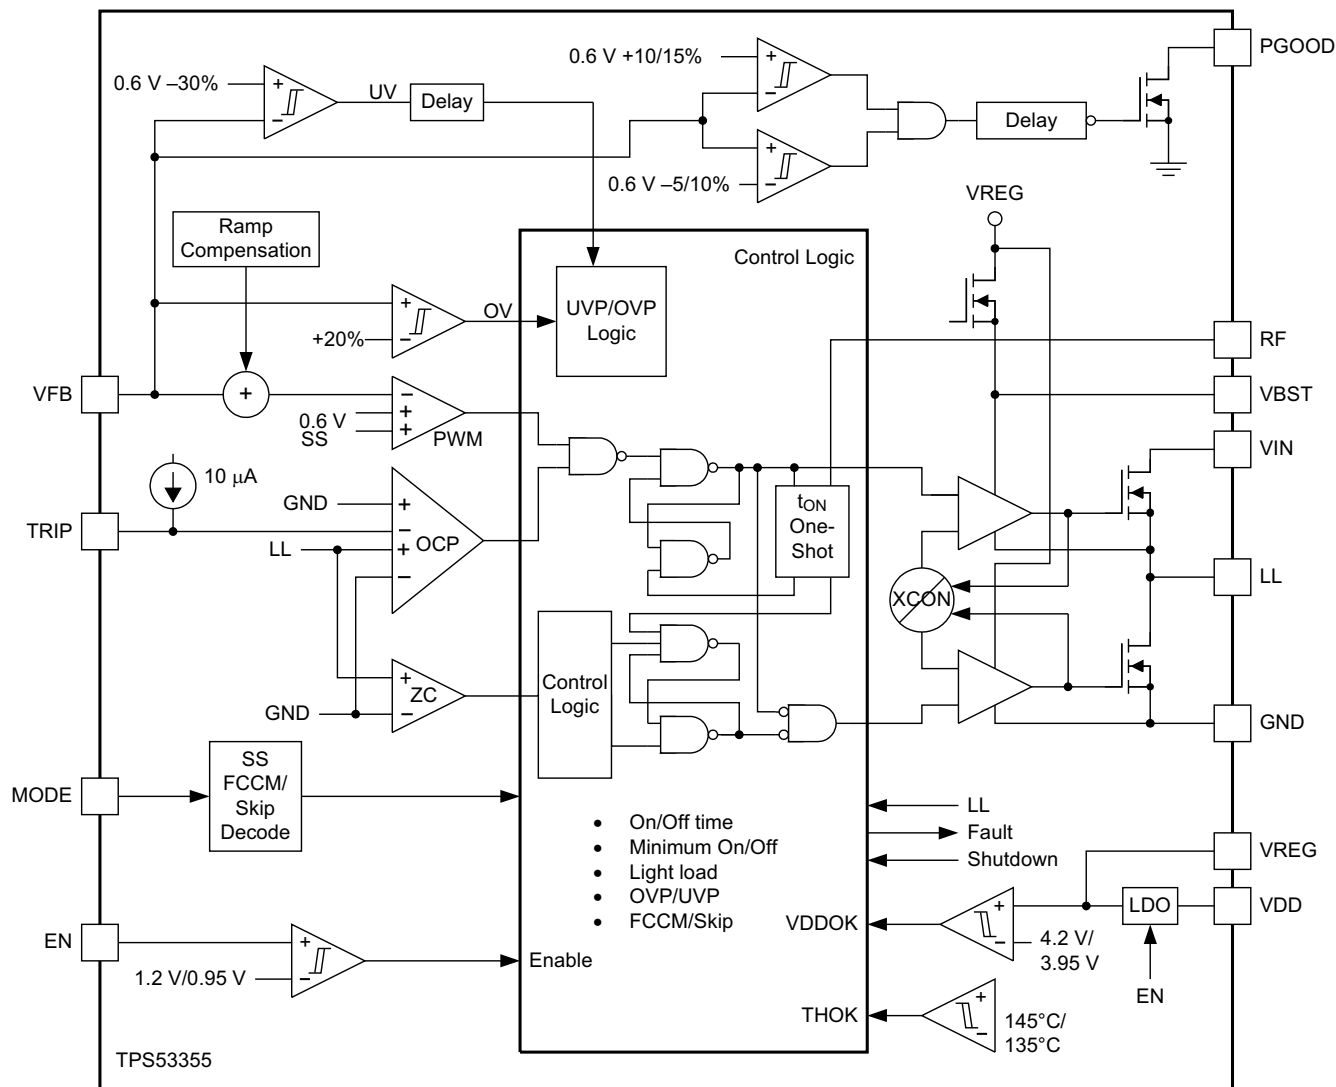 PGOOD
0.6 V +10/15%
0.6 V –30%
+
–
UV
Delay
+
–
Delay
+
–
0.6 V –5/10%
VREG
Ramp
Compensation
Control Logic
UVP/OVP
Logic
+
–
OV
+20%
RF
VFB
+
–
+
+
0.6 V
SS
PWM
VBST
VIN
10 μA
GND
TRIP
LL
+
–
+
–
OCP
tON
One-
Shot
XCON
LL
Control
Logic
+
–
ZC
GND
GND
MODE
SS
FCCM/
Skip
Decode
• On/Off time
• Minimum On/Off
• Light load
• OVP/UVP
• FCCM/Skip
LL
Fault
Shutdown
VREG
LDO
VDD
VDDOK
+
–
4.2 V/
3.95 V
EN
EN
+
–
1.2 V/0.95 V
Enable
THOK
+
–
145°C/
135°C
TPS53355